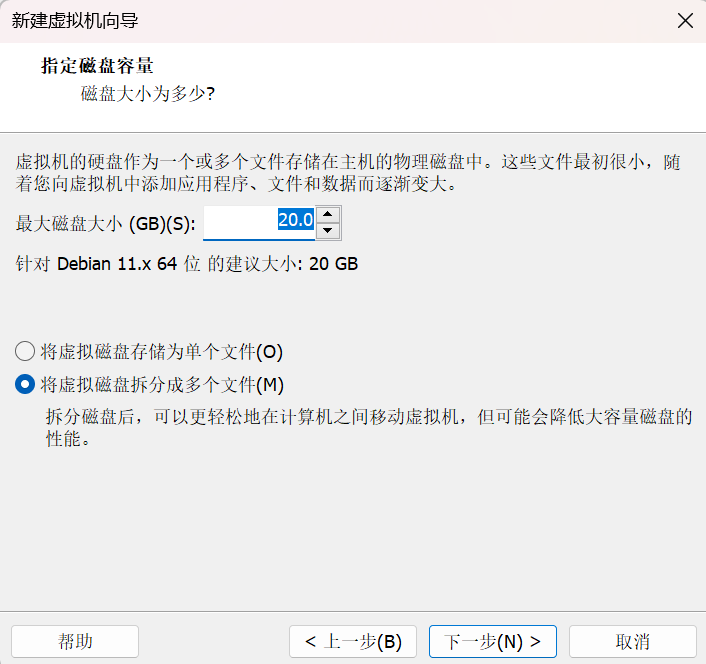 新建虚拟机向导
指定磁盘容量
磁盘大小为多少?
虚拟机的硬盘作为一个或多个文件存储在主机的物理磁盘中。这些文件最初很小，随
着您向虚拟机中添加应用程序、文件和数据而逐渐变大。
最大磁盘大小 (GB)(S): 20.0
针对 Debian 11.x 64 位 的建议大小: 20 GB
将虚拟磁盘存储为单个文件(O)
将虚拟磁盘拆分成多个文件(M)
拆分磁盘后，可以更轻松地在计算机之间移动虚拟机，但可能会降低大容量磁盘的
性能。
帮助 < 上一步(B) 下一步(N) > 取消